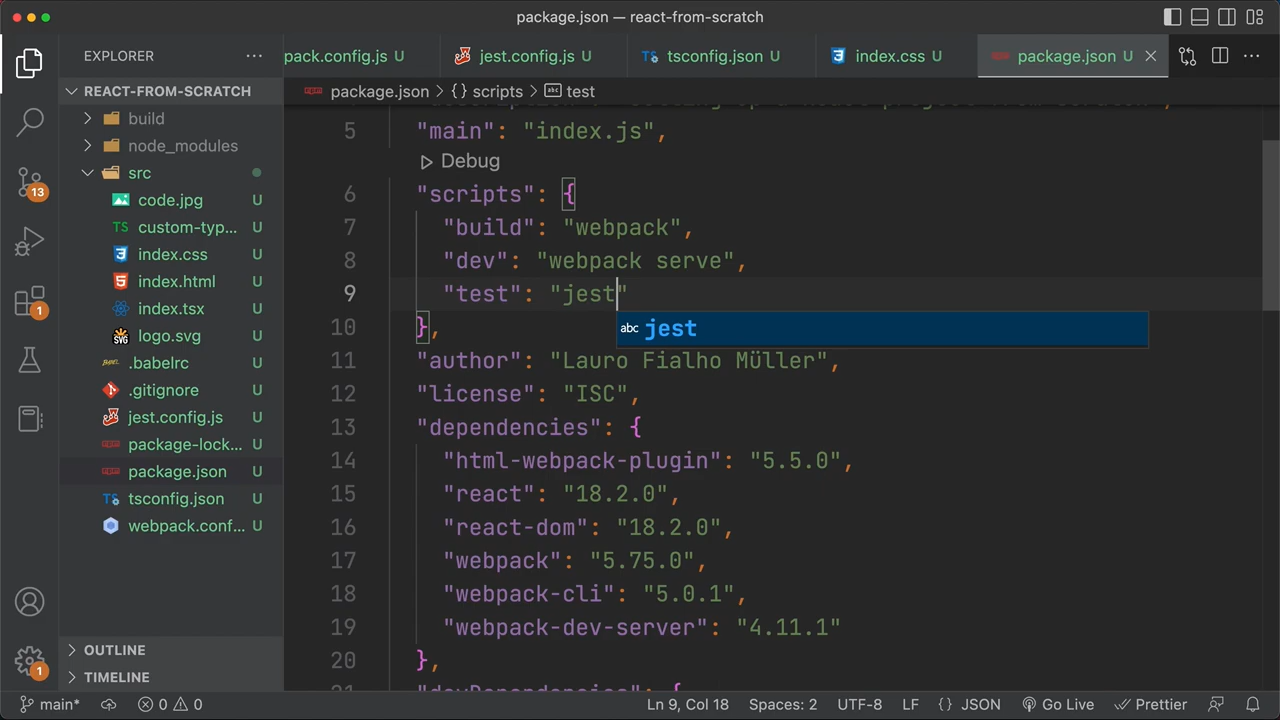 package.json — react-from-scratch
EXPLORER
pack.config.js U
jest.config.js U
tsconfig.json U
index.css U
package.json U
REACT-FROM-SCRATCH
package.json > {} scripts > abc test
build
node_modules
src
code.jpg U
custom-typ... U
index.css U
index.html U
index.tsx U
logo.svg U
.babelrc U
.gitignore U
jest.config.js U
package-lock... U
package.json U
tsconfig.json U
webpack.conf... U
OUTLINE
TIMELINE
13
1
1
5 "main": "index.js",
Debug
6 "scripts": {
7 "build": "webpack",
8 "dev": "webpack serve",
9 "test": "jest"
abc jest
10 },
11 "author": "Lauro Fialho Müller",
12 "license": "ISC",
13 "dependencies": {
14 "html-webpack-plugin": "5.5.0",
15 "react": "18.2.0",
16 "react-dom": "18.2.0",
17 "webpack": "5.75.0",
18 "webpack-cli": "5.0.1",
19 "webpack-dev-server": "4.11.1"
20 },
main* 0 0 Ln 9, Col 18 Spaces: 2 UTF-8 LF {} JSON Go Live Prettier